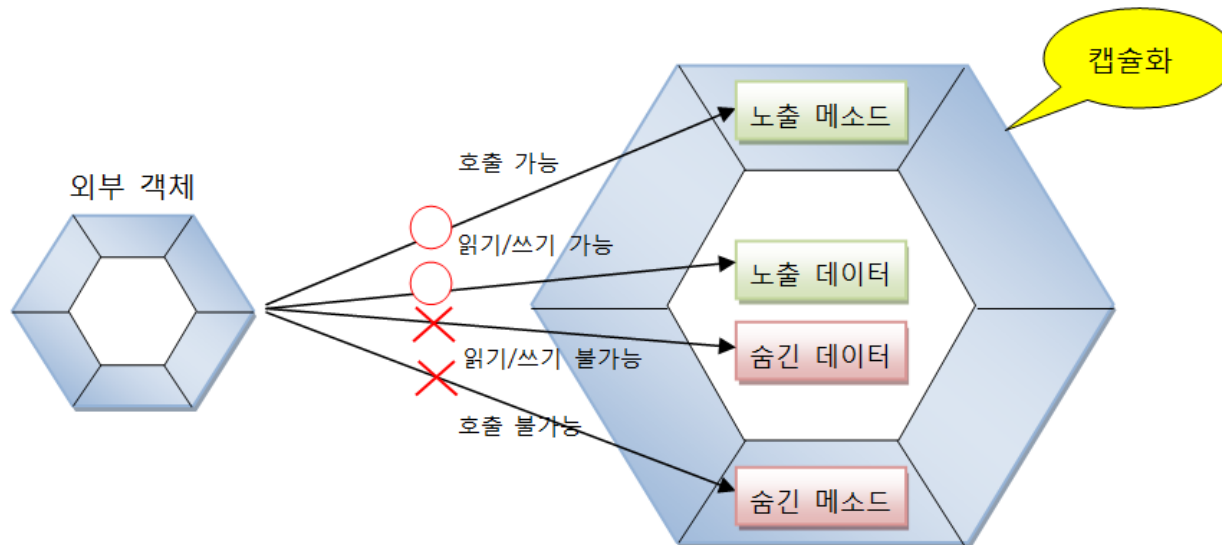 캡슐화
노출 메소드
호출 가능
외부 객체
읽기/쓰기 가능
노출 데이터
숨긴 데이터
읽기/쓰기 불가능
호출 불가능
숨긴 메소드